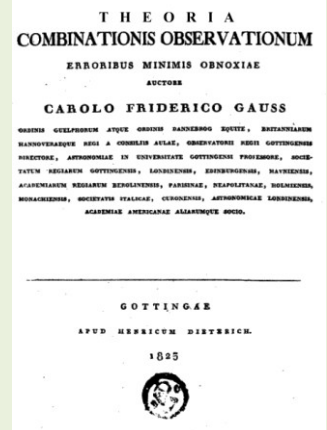 THEORIA
COMBINATIONIS OBSERVATIONUM
ERRORIBUS MINIMIS OBNOXIAE
AUCTORE
CAROLO FRIDERICO GAUSS
ORDINIS GUELPHORUM ATQUE ORDINIS DANNEBROG EQUITE, BRITANNIARUM
HANNOVERAEQUE REGI A CONSILIIS AULAE, OBSERVATORII REGII GOTTINGENSIS
DIRECTORE, ASTRONOMIAE IN UNIVERSITATE GOTTINGENSI PROFESSORE, SOCIE-
TATUM REGIARUM GOTTINGENSIS, LONDINENSIS, EDINBURGENSIS, HAVNIENSIS,
ACADEMIARUM REGIARUM BEROLINENSIS, PARISINAE, NEAPOLITANAE, HOLMIENSIS,
MONACHIENSIS, SOCIETATIS ITALICAE, CURONENSIS, ASTRONOMICAE LONDINENSIS,
ACADEMIAE AMERICANAE ALIARUMQUE SOCIO.
GOTTINGAE
APUD HENRICUM DIETERICH.
1823